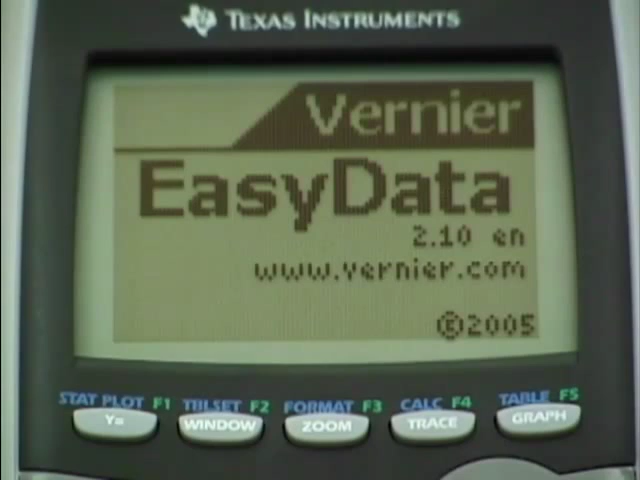 TEXAS INSTRUMENTS
Vernier
EasyData
2.10 en
www.vernier.com
©2005
STAT PLOT F1 TBLSET F2 FORMAT F3 CALC F4 TABLE F5
Y= WINDOW ZOOM TRACE GRAPH